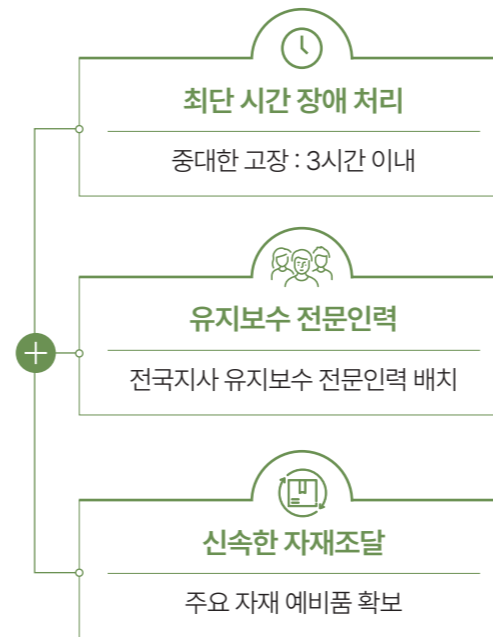 최단 시간 장애 처리
중대한 고장 : 3시간 이내
유지보수 전문인력
전국지사 유지보수 전문인력 배치
신속한 자재조달
주요 자재 예비품 확보